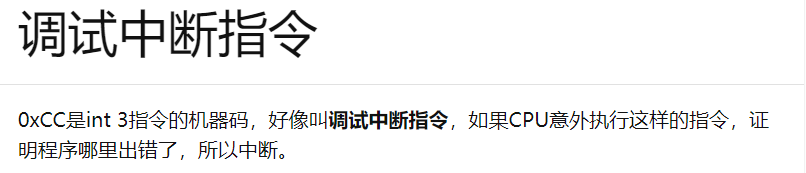 调试中断指令
0xCC是int 3指令的机器码，好像叫调试中断指令，如果CPU意外执行这样的指令，证
明程序哪里出错了，所以中断。